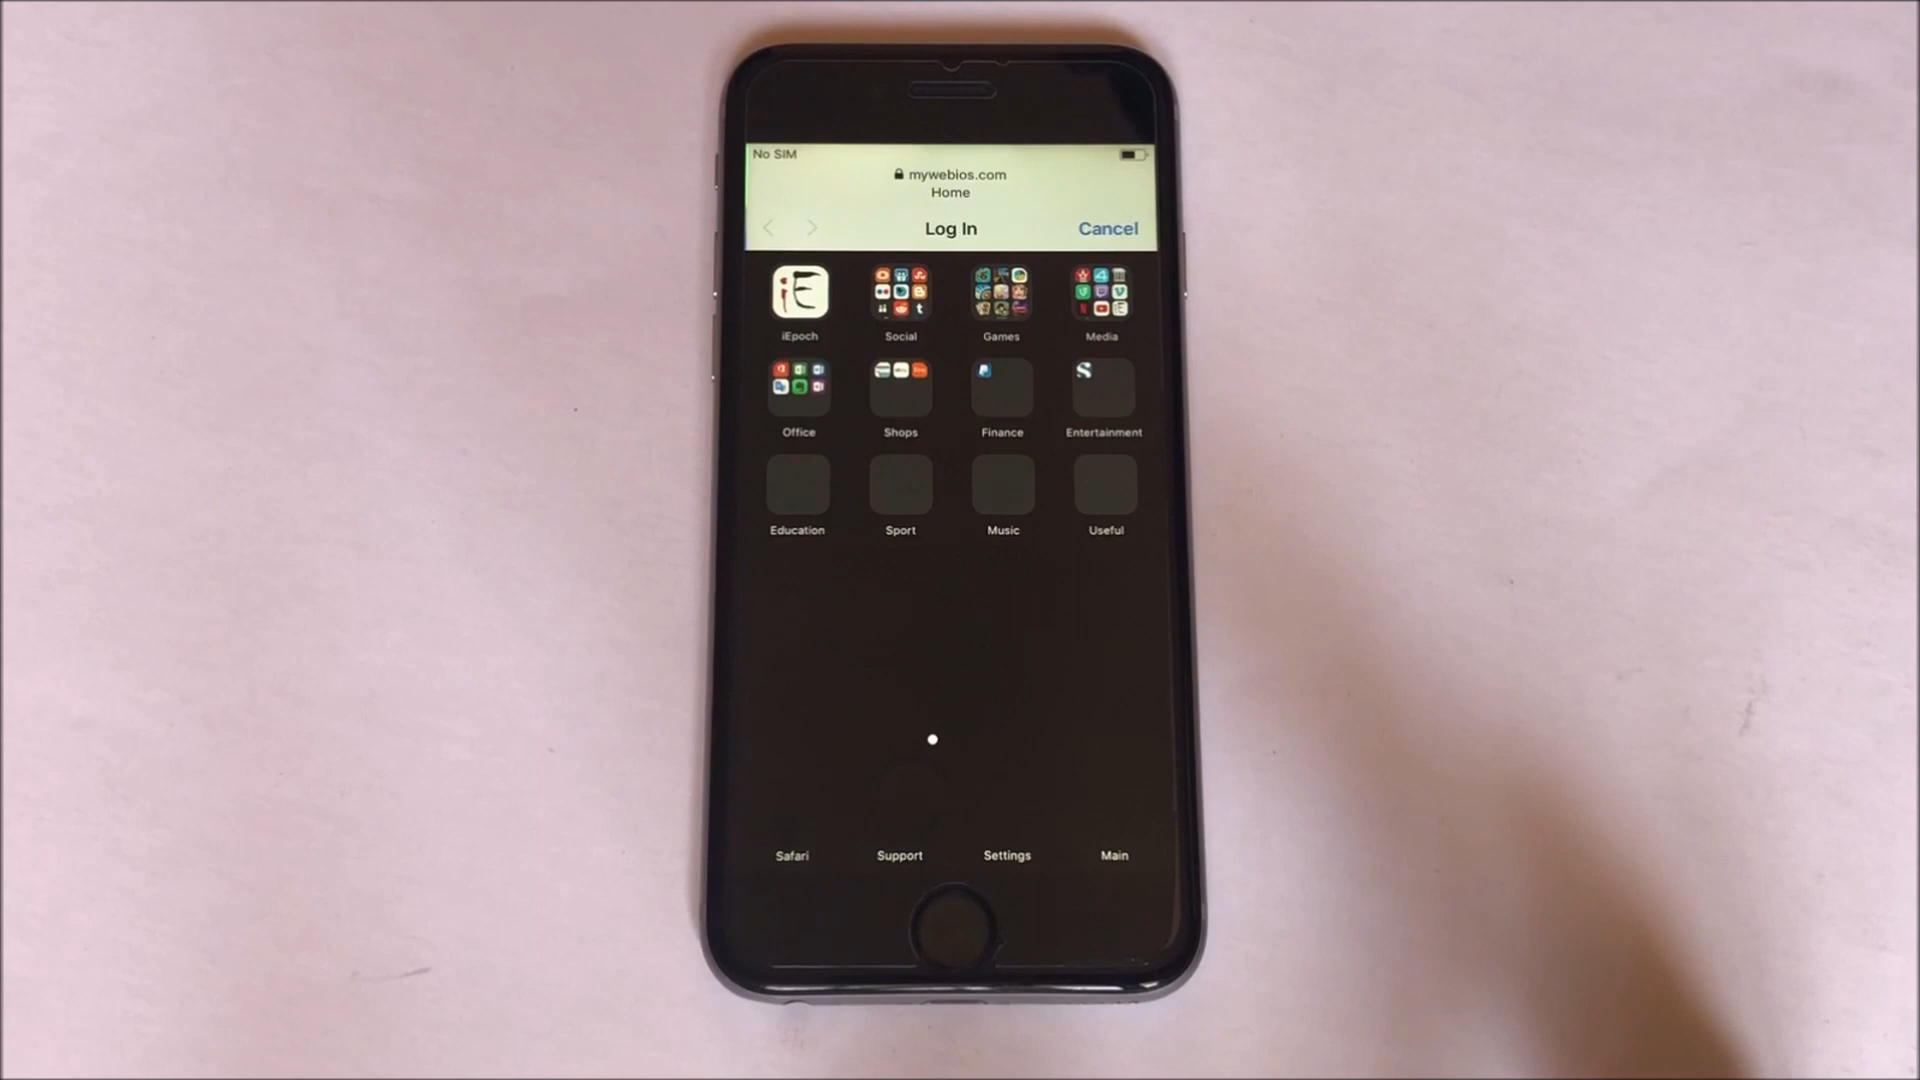 No SIM
mywebios.com
Home
Log In Cancel
iEpoch Social Games Media
Office Shops Finance Entertainment
Education Sport Music Useful
Safari Support Settings Main